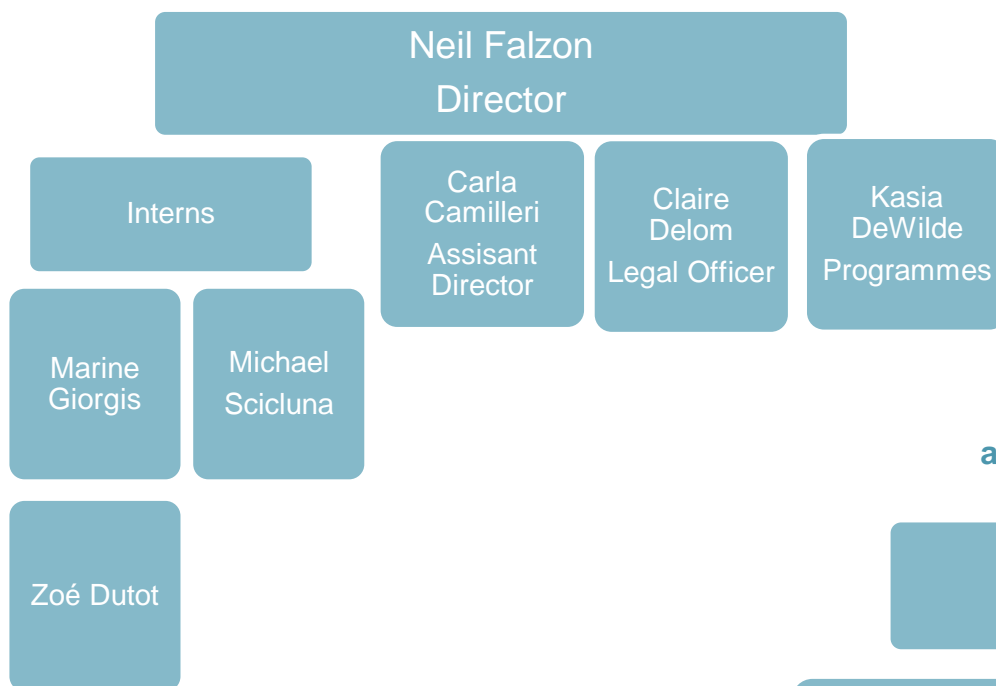 Neil Falzon
Director
Interns
Carla
Camilleri
Assisant
Director
Claire
Delom
Legal Officer
Kasia
DeWilde
Programmes
Marine
Giorgis
Michael
Scicluna
a
Zoé Dutot